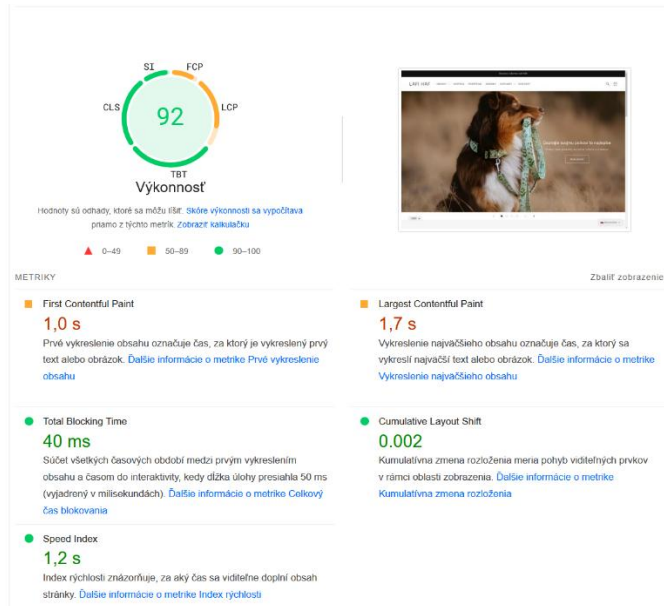 SI
FCP
CLS
92
LCP
TBT
Výkonnosť
Hodnoty sú odhady, ktoré sa môžu líšiť. Skóre výkonnosti sa vypočítava
priamo z týchto metrík. Zobraziť kalkulačku
0–49
50–89
90–100
METRIKY
Zbaliť zobrazenie
First Contentful Paint
1,0 s
Prvé vykreslenie obsahu označuje čas, za ktorý je vykreslený prvý
text alebo obrázok. Ďalšie informácie o metrike Prvé vykreslenie
obsahu
Largest Contentful Paint
1,7 s
Vykreslenie najväčšieho obsahu označuje čas, za ktorý sa
vykreslí najväčší text alebo obrázok. Ďalšie informácie o metrike
Vykreslenie najväčšieho obsahu
Total Blocking Time
40 ms
Súčet všetkých časových období medzi prvým vykreslením
obsahu a časom do interaktivity, kedy dĺžka úlohy presiahla 50 ms
(vyjadrený v milisekundách). Ďalšie informácie o metrike Celkový
čas blokovania
Cumulative Layout Shift
0.002
Kumulatívna zmena rozloženia meria pohyb viditeľných prvkov
v rámci oblasti zobrazenia. Ďalšie informácie o metrike
Kumulatívna zmena rozloženia
Speed Index
1,2 s
Index rýchlosti znázorňuje, za aký čas sa viditeľne doplní obsah
stránky. Ďalšie informácie o metrike Index rýchlosti